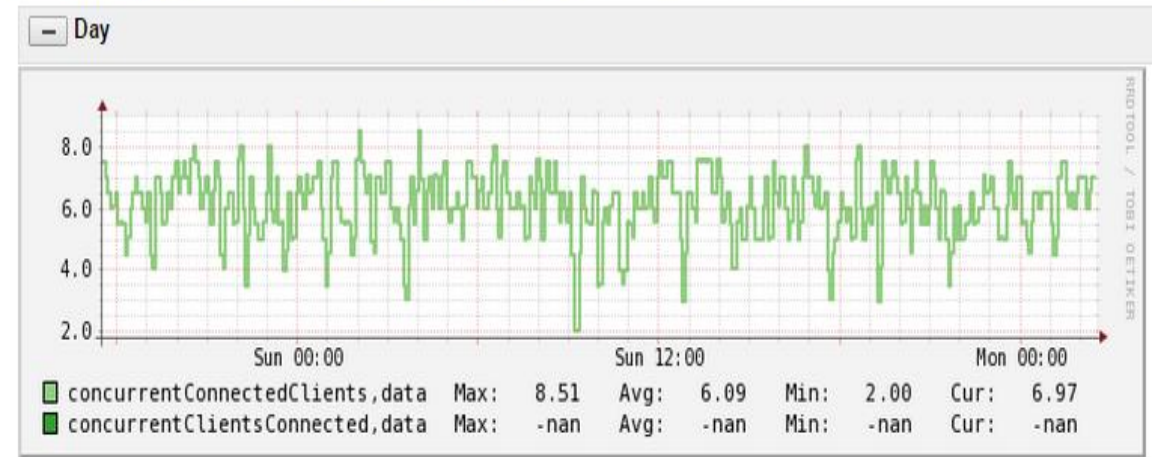 Day
8.0
6.0
4.0
2.0
Sun 00:00 Sun 12:00 Mon 00:00
concurrentConnectedClients,data Max: 8.51 Avg: 6.09 Min: 2.00 Cur: 6.97
concurrentClientsConnected,data Max: -nan Avg: -nan Min: -nan Cur: -nan
RRDTOOL / TOBI OETIKER